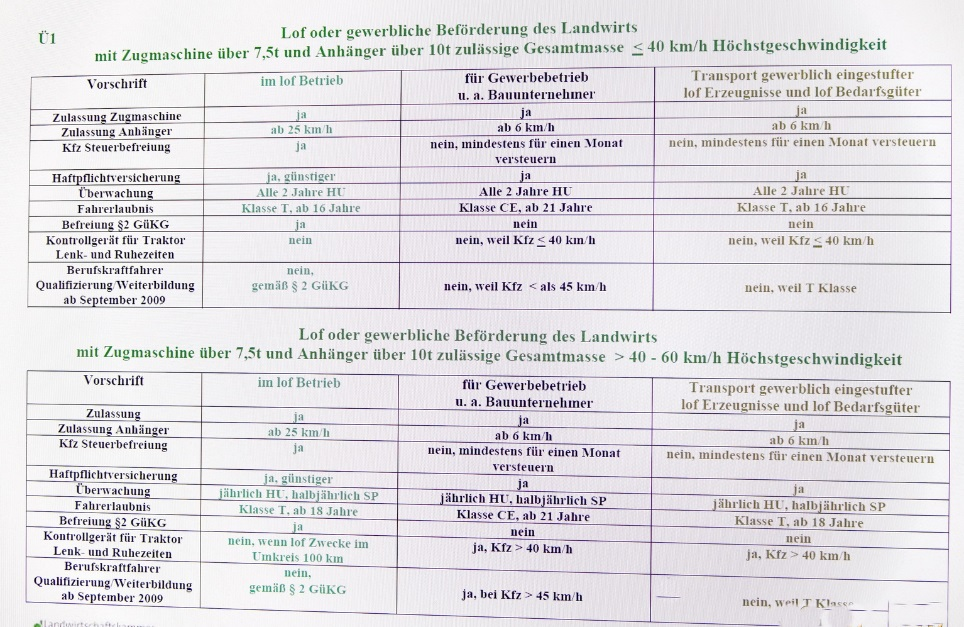 Ü1
Lof oder gewerbliche Beförderung des Landwirts
mit Zugmaschine über 7,5t und Anhänger über 10t zulässige Gesamtmasse ≤ 40 km/h Höchstgeschwindigkeit
Vorschrift im lof Betrieb für Gewerbebetrieb Transport gewerblich eingestufter
u. a. Bauunternehmer lof Erzeugnisse und lof Bedarfsgüter
Zulassung Zugmaschine ja ja ja
Zulassung Anhänger ab 25 km/h ab 6 km/h ab 6 km/h
Kfz Steuerbefreiung ja nein, mindestens für einen Monat nein, mindestens für einen Monat versteuern
versteuern
Haftpflichtversicherung ja, günstiger ja ja
Überwachung Alle 2 Jahre HU Alle 2 Jahre HU Alle 2 Jahre HU
Fahrerlaubnis Klasse T, ab 16 Jahre Klasse CE, ab 21 Jahre Klasse T, ab 16 Jahre
Befreiung §2 GüKG ja nein nein
Kontrollgerät für Traktor nein nein, weil Kfz ≤ 40 km/h nein, weil Kfz ≤ 40 km/h
Lenk- und Ruhezeiten
Berufskraftfahrer nein,
Qualifizierung/Weiterbildung gemäß § 2 GüKG nein, weil Kfz < als 45 km/h nein, weil T Klasse
ab September 2009
Lof oder gewerbliche Beförderung des Landwirts
mit Zugmaschine über 7,5t und Anhänger über 10t zulässige Gesamtmasse > 40 - 60 km/h Höchstgeschwindigkeit
Vorschrift im lof Betrieb für Gewerbebetrieb Transport gewerblich eingestufter
u. a. Bauunternehmer lof Erzeugnisse und lof Bedarfsgüter
Zulassung ja ja ja
Zulassung Anhänger ab 25 km/h ab 6 km/h ab 6 km/h
Kfz Steuerbefreiung ja nein, mindestens für einen Monat nein, mindestens für einen Monat versteuern
versteuern
Haftpflichtversicherung ja, günstiger ja ja
Überwachung jährlich HU, halbjährlich SP jährlich HU, halbjährlich SP jährlich HU, halbjährlich SP
Fahrerlaubnis Klasse T, ab 18 Jahre Klasse CE, ab 21 Jahre Klasse T, ab 18 Jahre
Befreiung §2 GüKG ja nein nein
Kontrollgerät für Traktor nein, wenn lof Zwecke im ja, Kfz > 40 km/h ja, Kfz > 40 km/h
Lenk- und Ruhezeiten Umkreis 100 km
Berufskraftfahrer nein,
Qualifizierung/Weiterbildung gemäß § 2 GüKG ja, bei Kfz > 45 km/h nein, weil T Klasse
ab September 2009